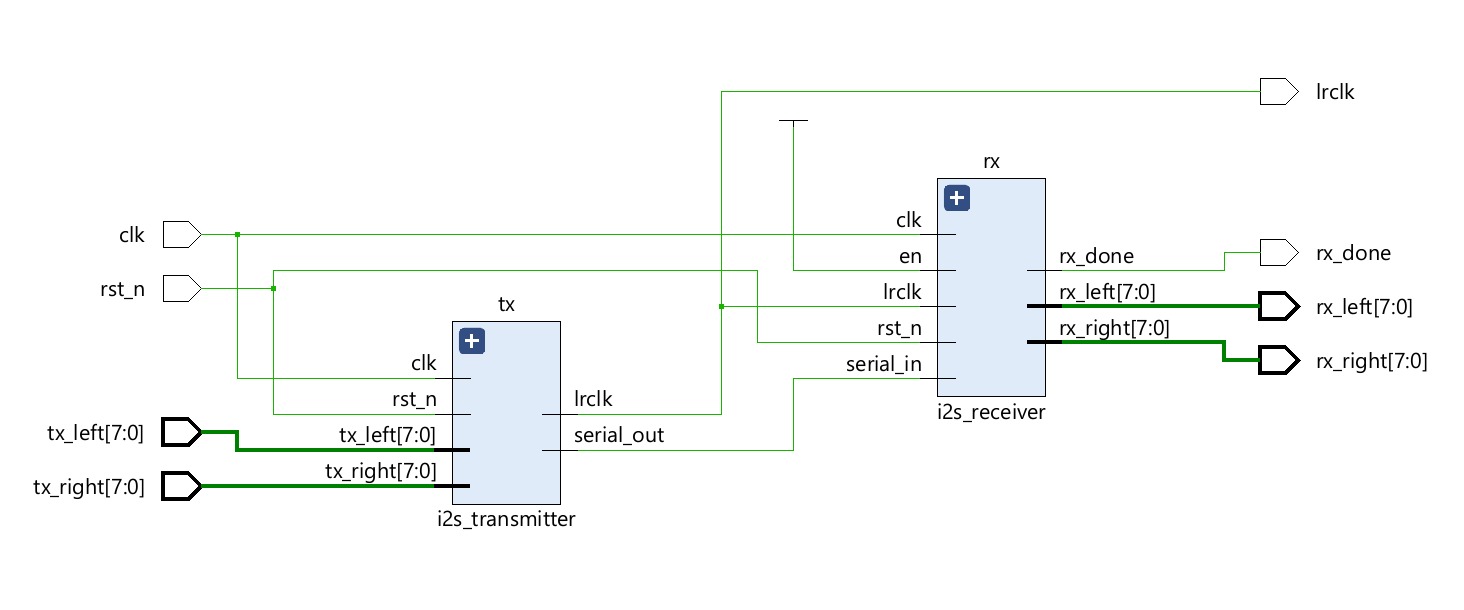 lrclk
rx
clk
clk
en
rx_done
rx_done
rst_n
lrclk
rx_left[7:0]
rx_left[7:0]
tx
rst_n
rx_right[7:0]
rx_right[7:0]
clk
serial_in
rst_n
lrclk
i2s_receiver
tx_left[7:0]
tx_left[7:0]
serial_out
tx_right[7:0]
tx_right[7:0]
i2s_transmitter